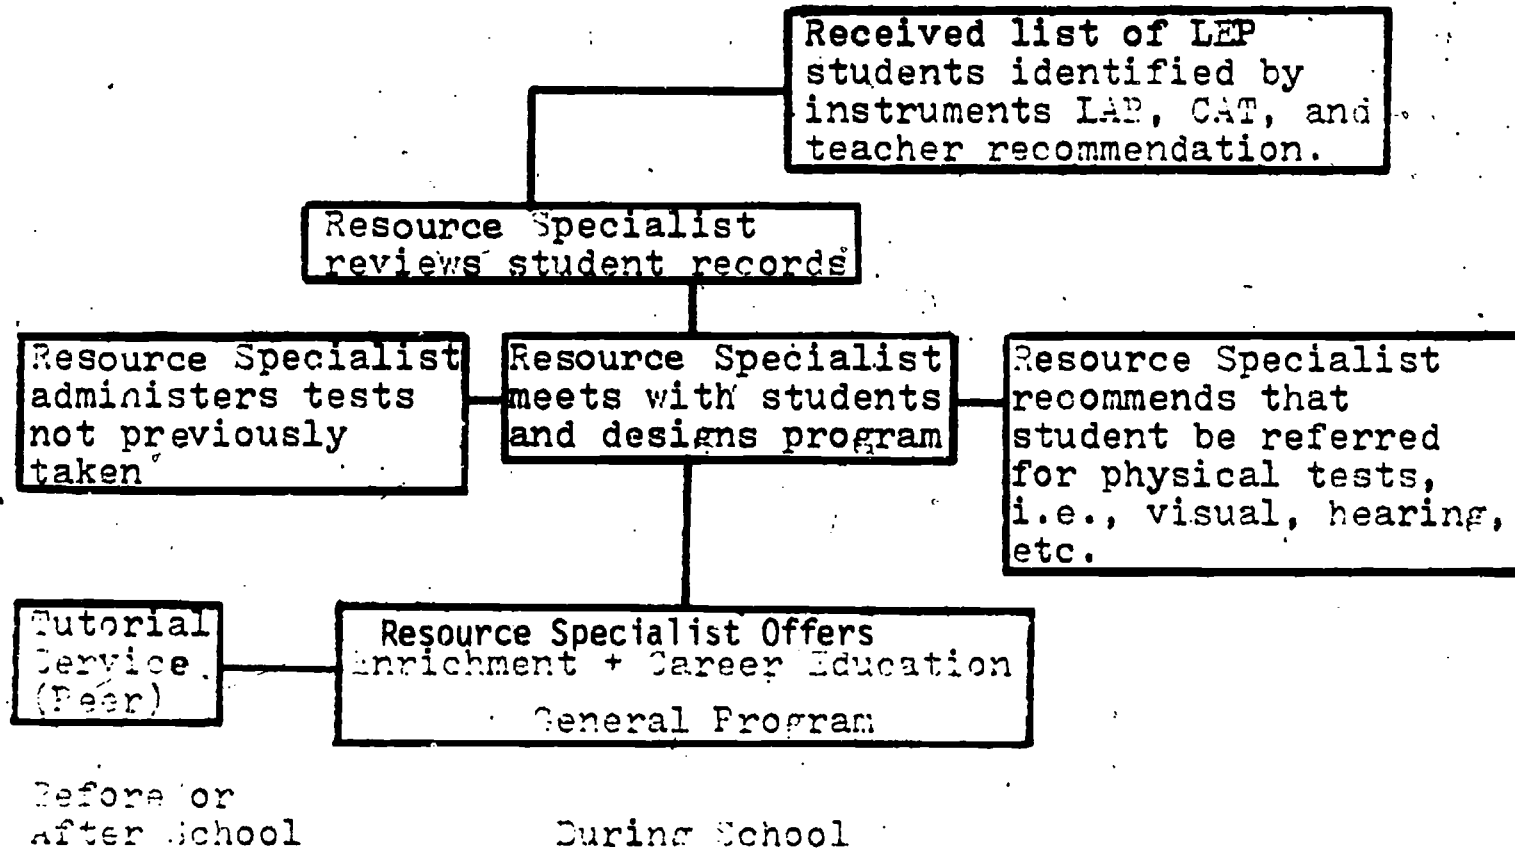 Received list of LEP
students identified by
instruments LAB, CAT, and
teacher recommendation.
Resource Specialist
reviews student records
Resource Specialist
administers tests
not previously
taken
Resource Specialist
meets with students
and designs program
Resource Specialist
recommends that
student be referred
for physical tests,
i.e., visual, hearing,
etc.
Tutorial
Service
(Peer)
Resource Specialist Offers
Enrichment + Career Education
General Program
Before or
After School
During School